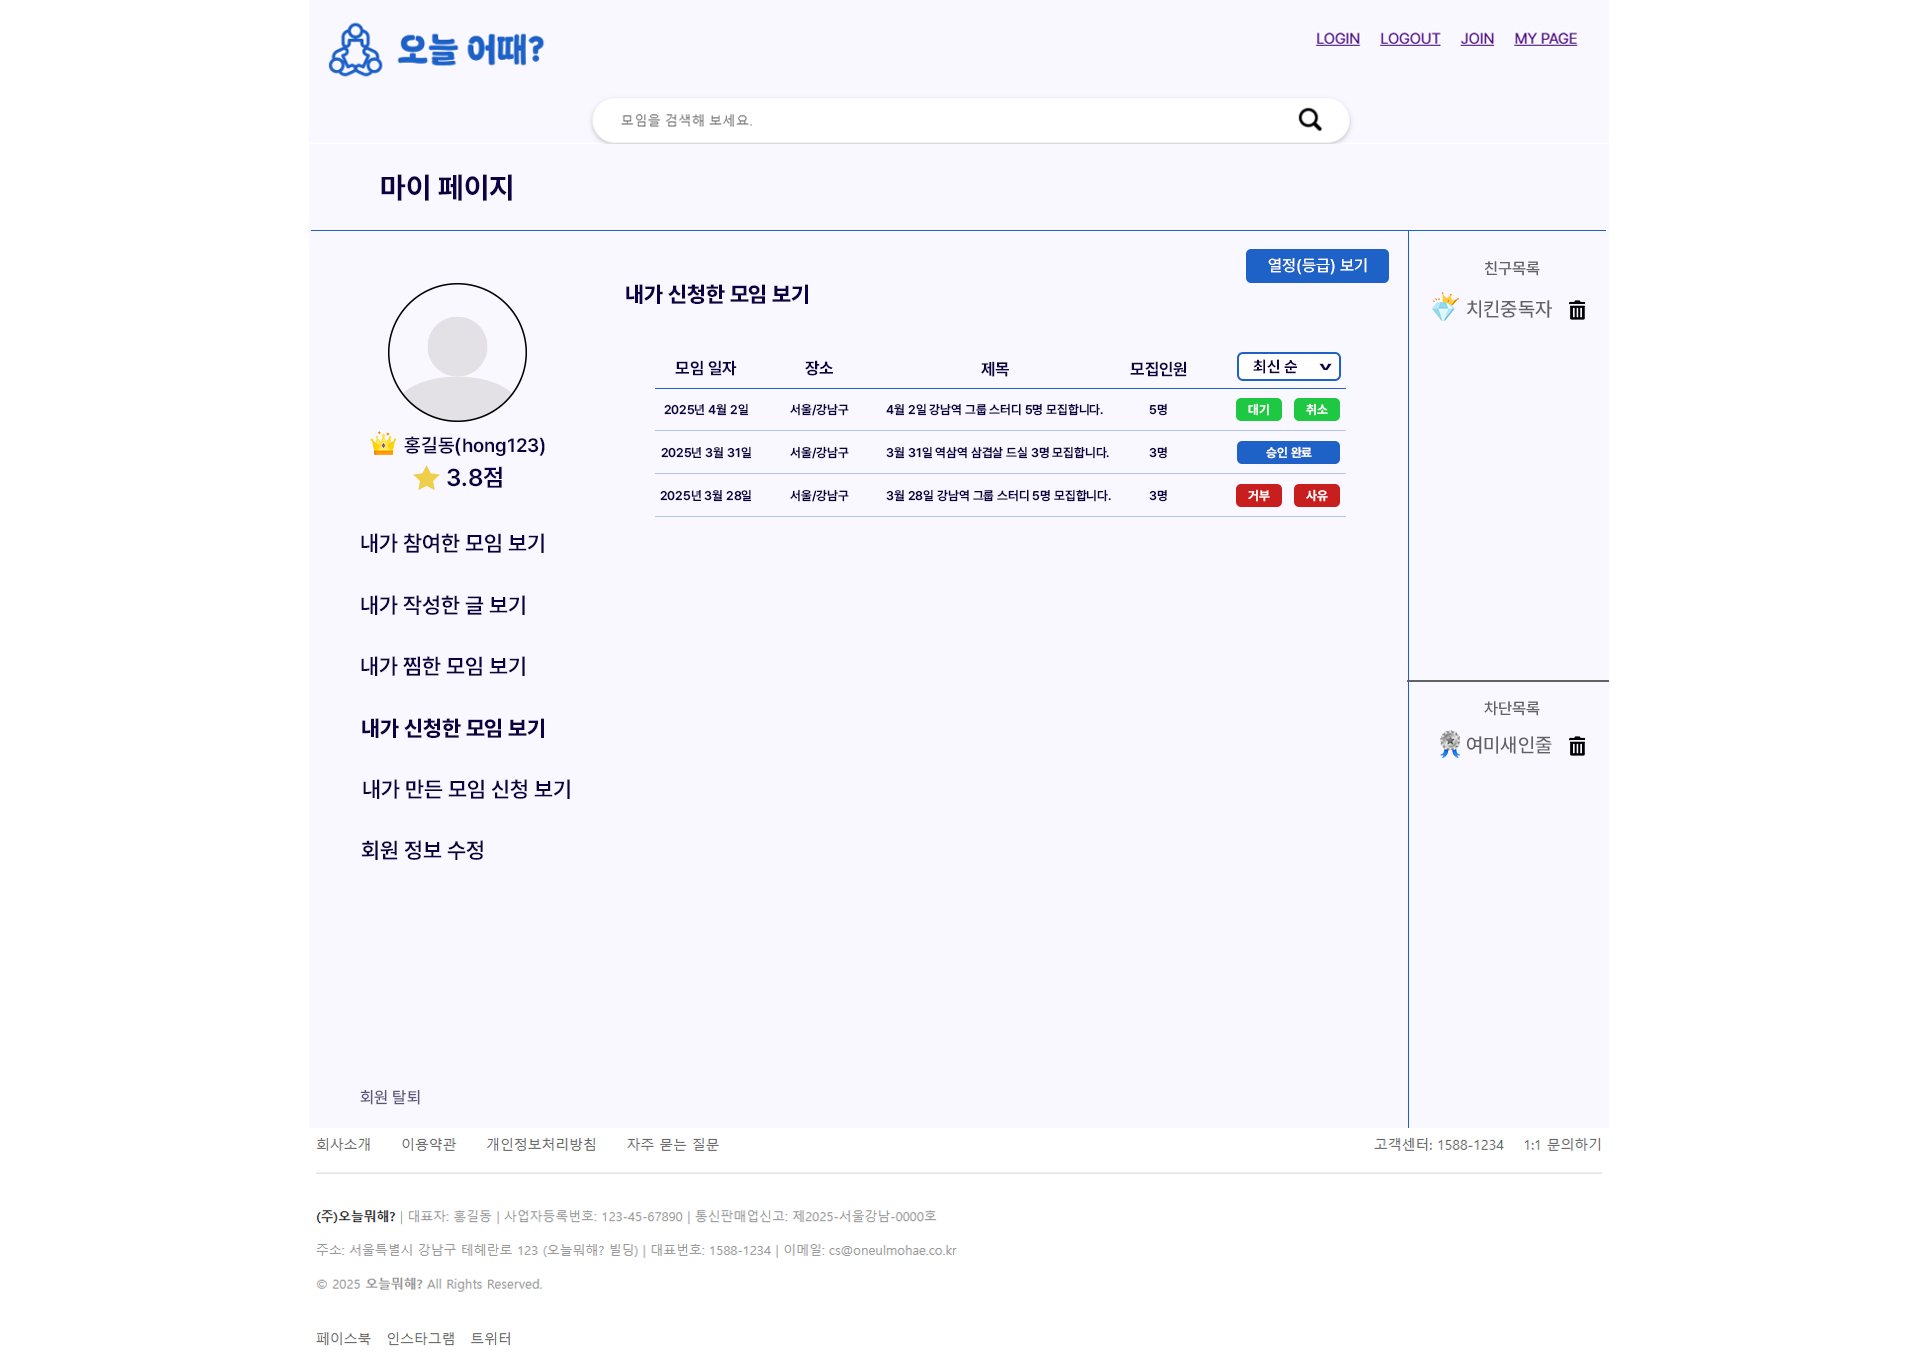 오늘 어때?
LOGIN LOGOUT JOIN MY PAGE
모임을 검색해 보세요.
마이 페이지
홍길동(hong123)
3.8점
내가 참여한 모임 보기
내가 작성한 글 보기
내가 찜한 모임 보기
내가 신청한 모임 보기
내가 만든 모임 신청 보기
회원 정보 수정
회원 탈퇴
열정(등급) 보기
내가 신청한 모임 보기
모임 일자 장소 제목 모집인원 최신 순
2025년 4월 2일 서울/강남구 4월 2일 강남역 그룹 스터디 5명 모집합니다. 5명 대기 취소
2025년 3월 31일 서울/강남구 3월 31일 역삼역 삼겹살 드실 3명 모집합니다. 3명 승인 완료
2025년 3월 28일 서울/강남구 3월 28일 강남역 그룹 스터디 5명 모집합니다. 3명 거부 사유
친구목록
치킨중독자
차단목록
여미새인줄
회사소개 이용약관 개인정보처리방침 자주 묻는 질문 고객센터: 1588-1234 1:1 문의하기
(주)오늘뭐해? | 대표자: 홍길동 | 사업자등록번호: 123-45-67890 | 통신판매업신고: 제2025-서울강남-0000호
주소: 서울특별시 강남구 테헤란로 123 (오늘뭐해? 빌딩) | 대표번호: 1588-1234 | 이메일: cs@oneulmohae.co.kr
© 2025 오늘뭐해? All Rights Reserved.
페이스북 인스타그램 트위터